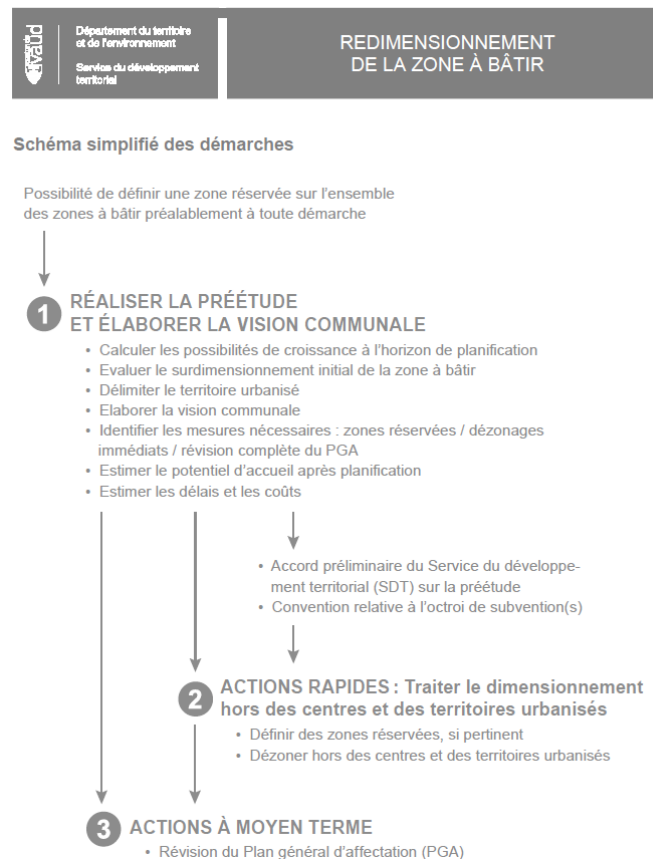 canton de
vaud
Département du territoire
et de l'environnement
Service du développement
territorial
REDIMENSIONNEMENT
DE LA ZONE À BÂTIR
Schéma simplifié des démarches
Possibilité de définir une zone réservée sur l'ensemble
des zones à bâtir préalablement à toute démarche
1 RÉALISER LA PRÉÉTUDE
ET ÉLABORER LA VISION COMMUNALE
• Calculer les possibilités de croissance à l'horizon de planification
• Evaluer le surdimensionnement initial de la zone à bâtir
• Délimiter le territoire urbanisé
• Elaborer la vision communale
• Identifier les mesures nécessaires : zones réservées / dézonages
immédiats / révision complète du PGA
• Estimer le potentiel d'accueil après planification
• Estimer les délais et les coûts
• Accord préliminaire du Service du développe-
ment territorial (SDT) sur la préétude
• Convention relative à l'octroi de subvention(s)
2 ACTIONS RAPIDES : Traiter le dimensionnement
hors des centres et des territoires urbanisés
• Définir des zones réservées, si pertinent
• Dézoner hors des centres et des territoires urbanisés
3 ACTIONS À MOYEN TERME
• Révision du Plan général d'affectation (PGA)